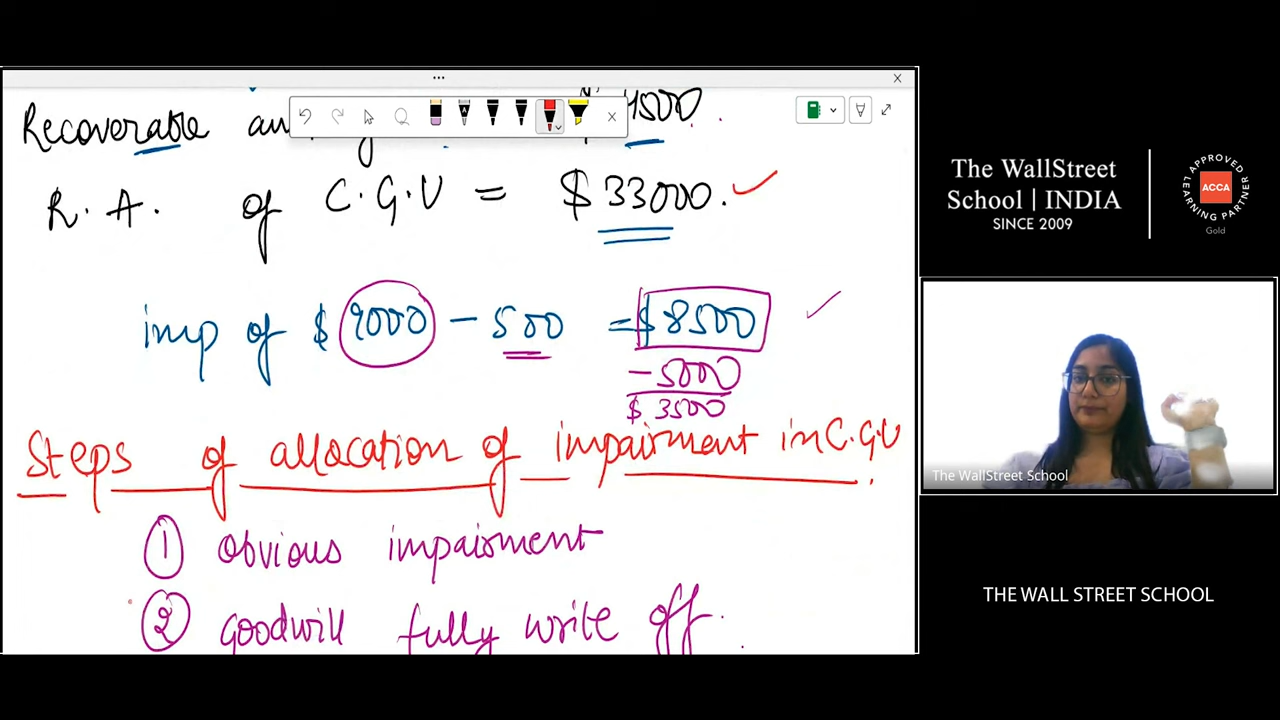 Recoverable 4500.
R. A. of C.G.U = $ 33000.
imp of $ 9000 - 500 = $ 8500
- 5000
$ 3500
Steps of allocation of impairment in C.G.U
① obvious impairment
② goodwill fully write off.
The WallStreet
School | INDIA
SINCE 2009
APPROVED
LEARNING PARTNER
ACCA
Gold
The WallStreet School
THE WALL STREET SCHOOL